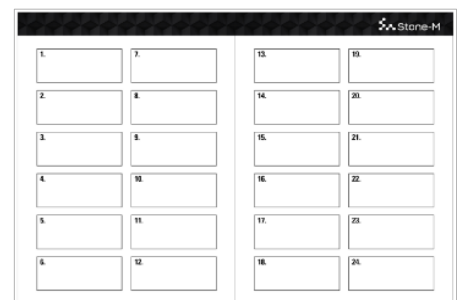 Stone-M
1. 7. 13. 19.
2. 8. 14. 20.
3. 9. 15. 21.
4. 10. 16. 22.
5. 11. 17. 23.
6. 12. 18. 24.